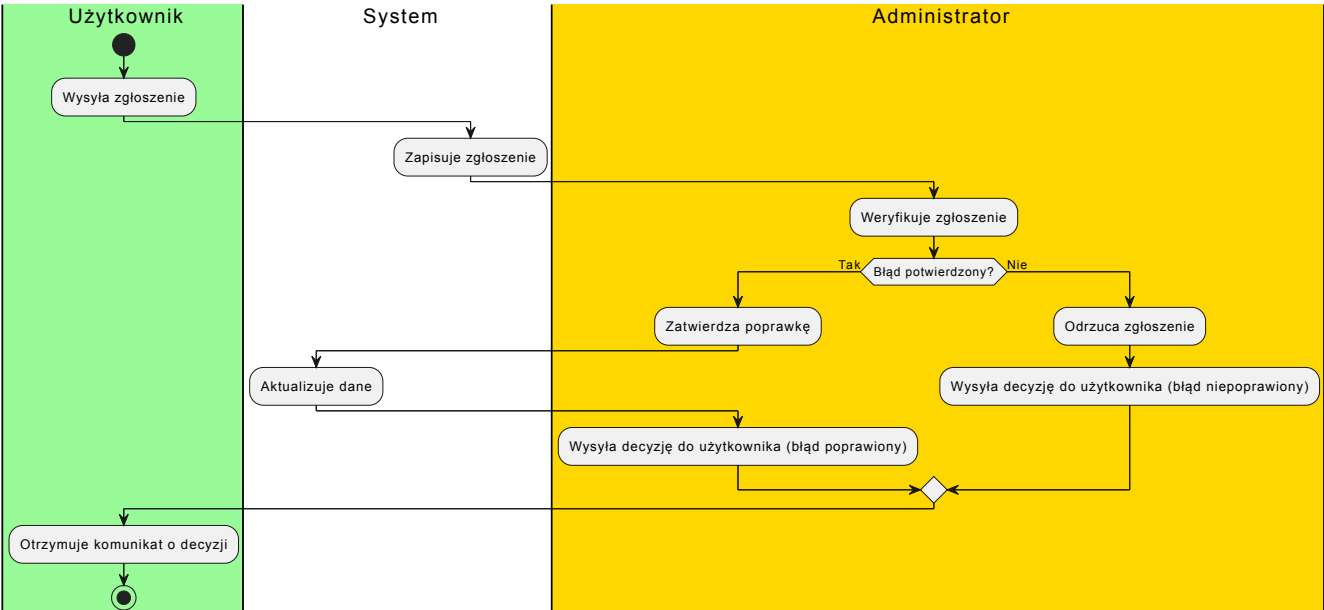 Użytkownik
System
Administrator
Wysyła zgłoszenie
Zapisuje zgłoszenie
Weryfikuje zgłoszenie
Tak
Błąd potwierdzony?
Nie
Zatwierdza poprawkę
Odrzuca zgłoszenie
Aktualizuje dane
Wysyła decyzję do użytkownika (błąd niepoprawiony)
Wysyła decyzję do użytkownika (błąd poprawiony)
Otrzymuje komunikat o decyzji